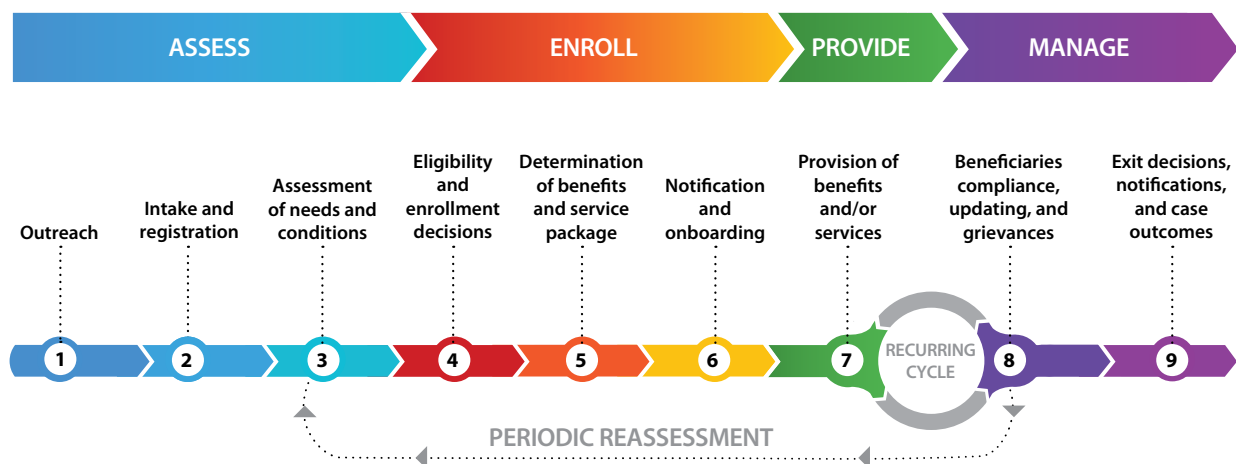 ASSESS
ENROLL
PROVIDE
MANAGE
Outreach
Intake and
registration
Assessment
of needs and
conditions
Eligibility
and
enrollment
decisions
Determination
of benefits
and service
package
Notification
and
onboarding
Provision of
benefits
and/or
services
Beneficiaries
compliance,
updating, and
grievances
Exit decisions,
notifications,
and case
outcomes
1
2
3
4
5
6
7
RECURRING
CYCLE
8
9
PERIODIC REASSESSMENT